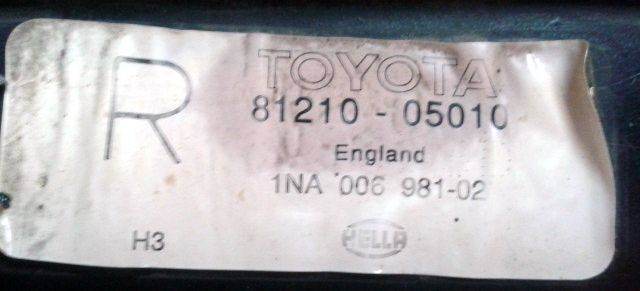 R
TOYOTA
81210 - 05010
England
1NA 006 981-02
H3
HELLA